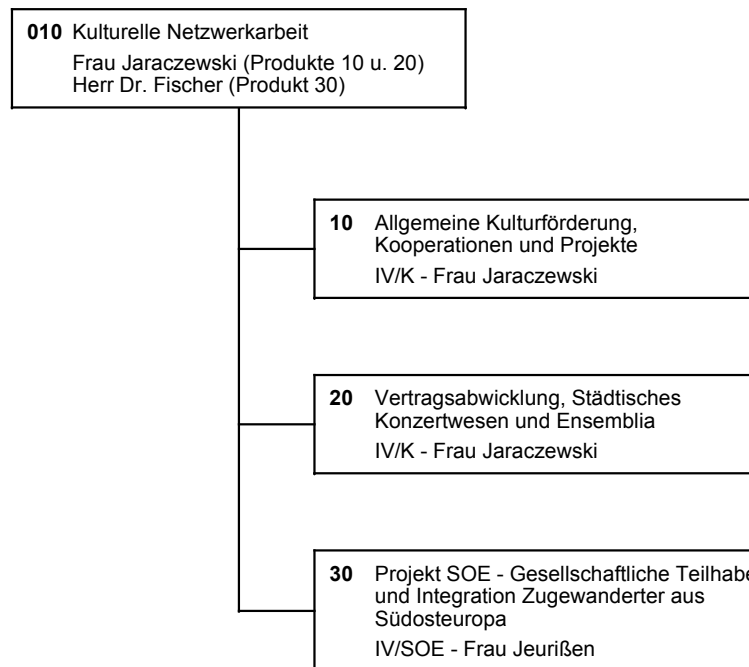 010 Kulturelle Netzwerkarbeit
Frau Jaraczewski (Produkte 10 u. 20)
Herr Dr. Fischer (Produkt 30)
10 Allgemeine Kulturförderung,
Kooperationen und Projekte
IV/K - Frau Jaraczewski
20 Vertragsabwicklung, Städtisches
Konzertwesen und Ensemblia
IV/K - Frau Jaraczewski
30 Projekt SOE - Gesellschaftliche Teilhabe
und Integration Zugewanderter aus
Südosteuropa
IV/SOE - Frau Jeurißen